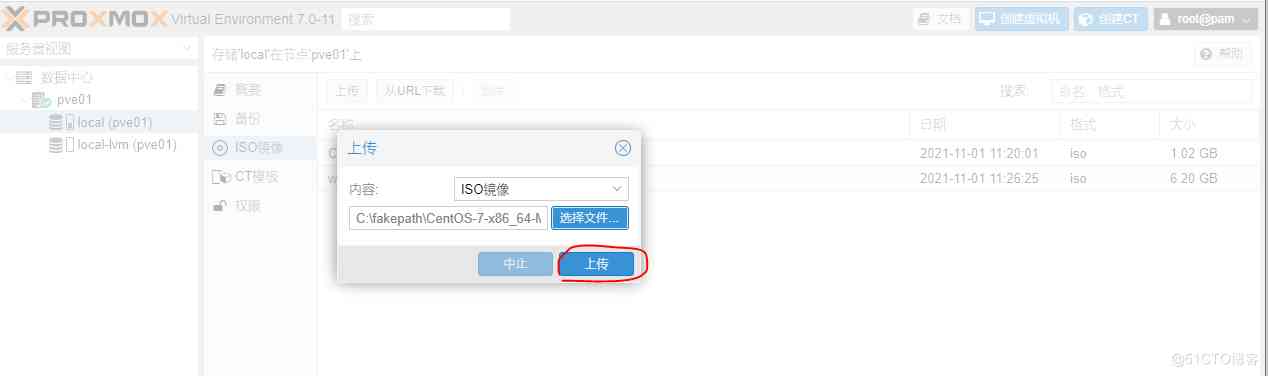 PROXMOX Virtual Environment 7.0-11 搜索 文档 创建虚拟机 创建CT root@pam
服务器视图
存储'local'在节点'pve01'上 帮助
数据中心
pve01
local (pve01)
local-lvm (pve01)
概要
备份
ISO镜像
CT模板
权限
上传 从URL下载 搜索: 命名、格式
名称 日期 格式 大小
2021-11-01 11:20:01 iso 1.02 GB
2021-11-01 11:26:25 iso 6.20 GB
上传
内容: ISO镜像
C:\fakepath\CentOS-7-x86_64-M 选择文件...
中止 上传
@51CTO博客